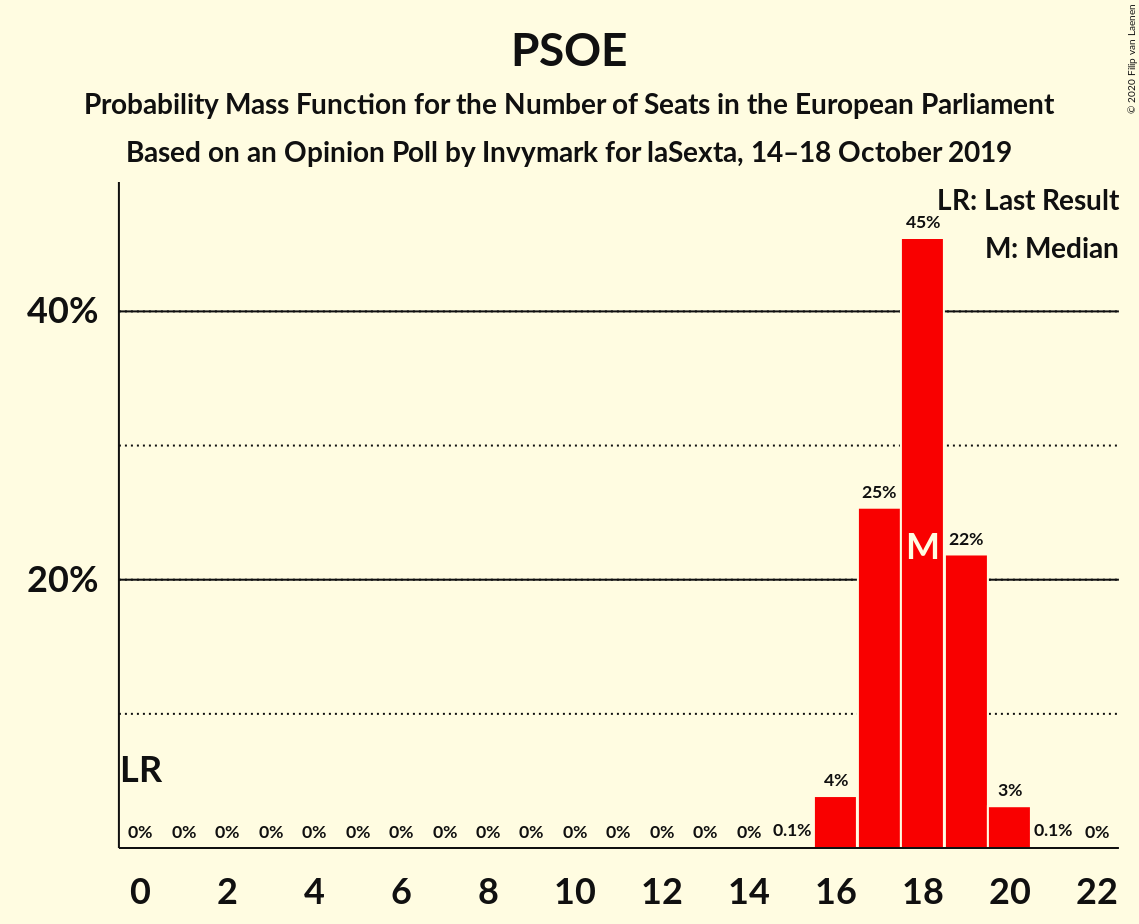 PSOE
Probability Mass Function for the Number of Seats in the European Parliament
Based on an Opinion Poll by Invymark for laSexta, 14–18 October 2019
© 2020 Filip van Laenen
LR: Last Result
M: Median
45%
40%
25%
M
22%
20%
LR
4%
3%
0% 0% 0% 0% 0% 0% 0% 0% 0% 0% 0% 0% 0% 0% 0% 0.1% 0.1% 0%
0 2 4 6 8 10 12 14 16 18 20 22